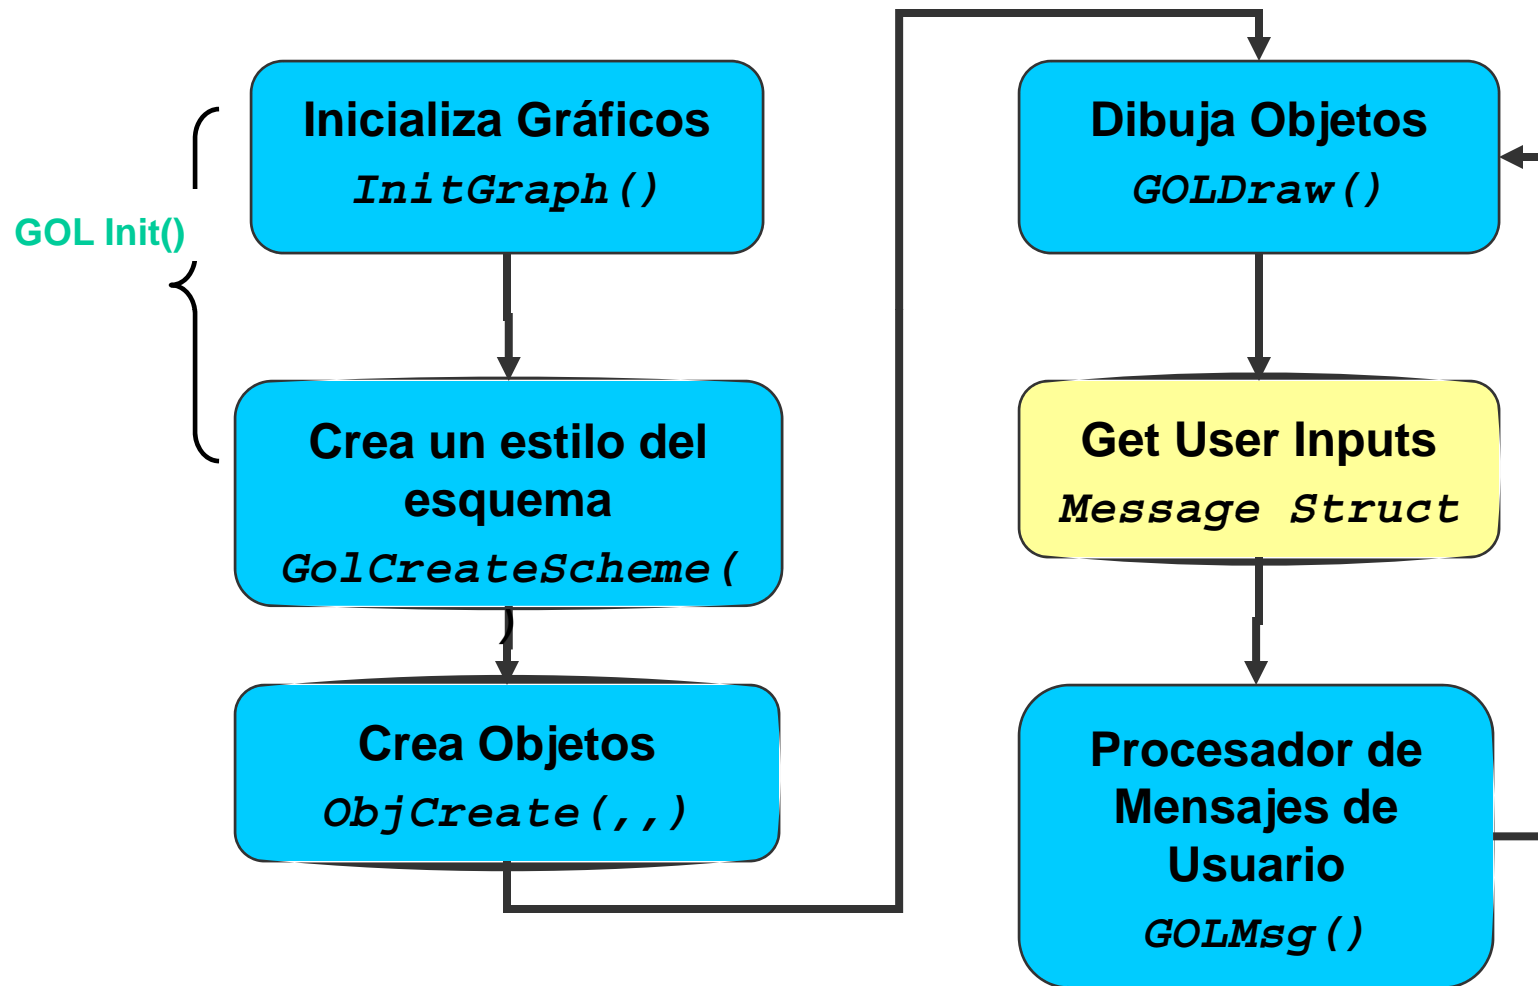 GOL Init()
Inicializa Gráficos
InitGraph()
Crea un estilo del
esquema
GolCreateScheme(
)
Crea Objetos
ObjCreate(,,)
Dibuja Objetos
GOLDraw()
Get User Inputs
Message Struct
Procesador de
Mensajes de
Usuario
GOLMsg()